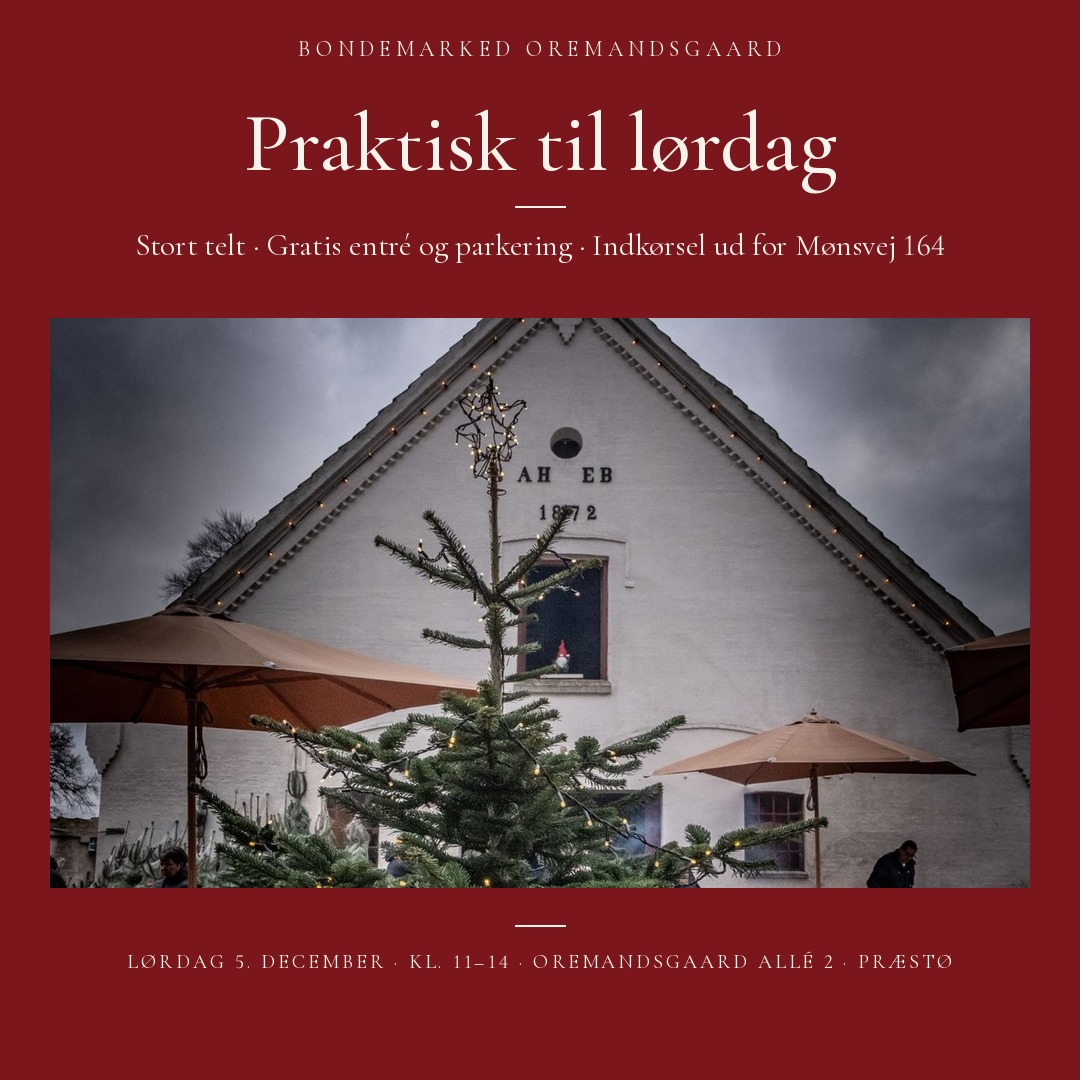 BONDEMARKED OREMANDSGAARD
Praktisk til lørdag
Stort telt · Gratis entré og parkering · Indkørsel ud for Mønsvej 164
AH EB
1872
LØRDAG 5. DECEMBER · KL. 11–14 · OREMANDSGAARD ALLÉ 2 · PRÆSTØ